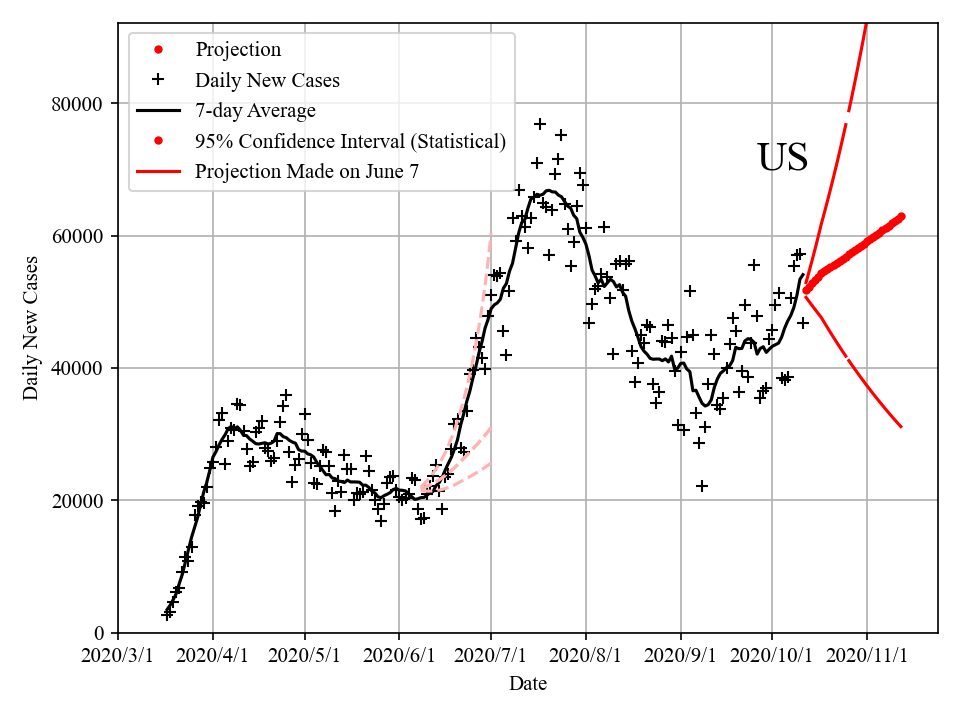 Projection
Daily New Cases
7-day Average
95% Confidence Interval (Statistical)
Projection Made on June 7
US
Daily New Cases
80000
60000
40000
20000
0
2020/3/1 2020/4/1 2020/5/1 2020/6/1 2020/7/1 2020/8/1 2020/9/1 2020/10/1 2020/11/1
Date